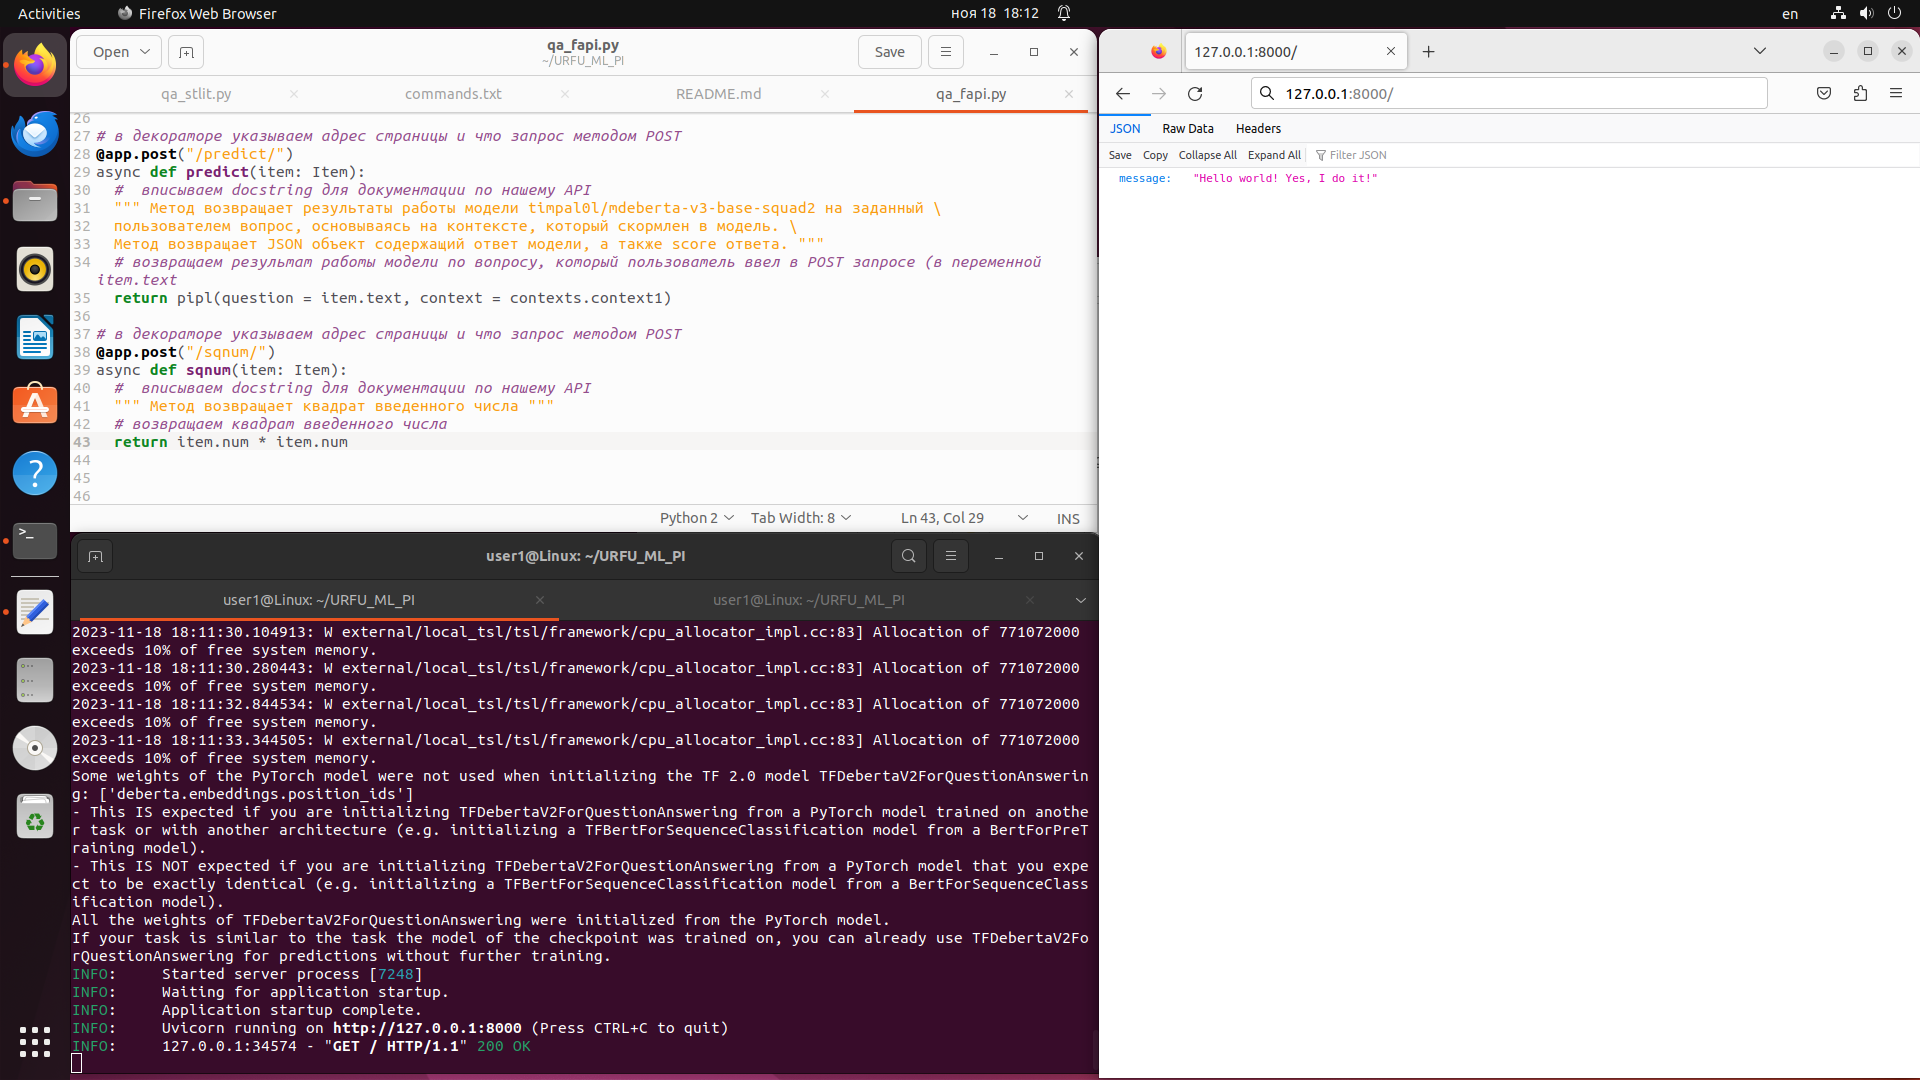 Activities
Firefox Web Browser
ноя 18 18:12
en
Open
qa_fapi.py
~/URFU_ML_PI
Save
qa_stlit.py
commands.txt
README.md
qa_fapi.py
26
27 # в декораторе указываем адрес страницы и что запрос методом POST
28 @app.post("/predict/")
29 async def predict(item: Item):
30   #  вписываем docstring для документации по нашему API
31   """ Метод возвращает результаты работы модели timpal0l/mdeberta-v3-base-squad2 на заданный \
32   пользователем вопрос, основываясь на контексте, который скормлен в модель. \
33   Метод возвращает JSON объект содержащий ответ модели, а также score ответа. """
34   # возвращаем результат работы модели по вопросу, который пользователь ввел в POST запросе (в переменной
item.text
35   return pipl(question = item.text, context = contexts.context1)
36
37 # в декораторе указываем адрес страницы и что запрос методом POST
38 @app.post("/sqnum/")
39 async def sqnum(item: Item):
40   #  вписываем docstring для документации по нашему API
41   """ Метод возвращает квадрат введенного числа """
42   # возвращаем квадрат введенного числа
43   return item.num * item.num
44
45
46
Python 2
Tab Width: 8
Ln 43, Col 29
INS
user1@Linux: ~/URFU_ML_PI
user1@Linux: ~/URFU_ML_PI
user1@Linux: ~/URFU_ML_PI
2023-11-18 18:11:30.104913: W external/local_tsl/tsl/framework/cpu_allocator_impl.cc:83] Allocation of 771072000
exceeds 10% of free system memory.
2023-11-18 18:11:30.280443: W external/local_tsl/tsl/framework/cpu_allocator_impl.cc:83] Allocation of 771072000
exceeds 10% of free system memory.
2023-11-18 18:11:32.844534: W external/local_tsl/tsl/framework/cpu_allocator_impl.cc:83] Allocation of 771072000
exceeds 10% of free system memory.
2023-11-18 18:11:33.344505: W external/local_tsl/tsl/framework/cpu_allocator_impl.cc:83] Allocation of 771072000
exceeds 10% of free system memory.
Some weights of the PyTorch model were not used when initializing the TF 2.0 model TFDebertaV2ForQuestionAnswerin
g: ['deberta.embeddings.position_ids']
- This IS expected if you are initializing TFDebertaV2ForQuestionAnswering from a PyTorch model trained on anothe
r task or with another architecture (e.g. initializing a TFBertForSequenceClassification model from a BertForPreT
raining model).
- This IS NOT expected if you are initializing TFDebertaV2ForQuestionAnswering from a PyTorch model that you expe
ct to be exactly identical (e.g. initializing a TFBertForSequenceClassification model from a BertForSequenceClass
ification model).
All the weights of TFDebertaV2ForQuestionAnswering were initialized from the PyTorch model.
If your task is similar to the task the model of the checkpoint was trained on, you can already use TFDebertaV2Fo
rQuestionAnswering for predictions without further training.
INFO:     Started server process [7248]
INFO:     Waiting for application startup.
INFO:     Application startup complete.
INFO:     Uvicorn running on http://127.0.0.1:8000 (Press CTRL+C to quit)
INFO:     127.0.0.1:34574 - "GET / HTTP/1.1" 200 OK
127.0.0.1:8000/
127.0.0.1:8000/
JSON
Raw Data
Headers
Save
Copy
Collapse All
Expand All
Filter JSON
message: "Hello world! Yes, I do it!"